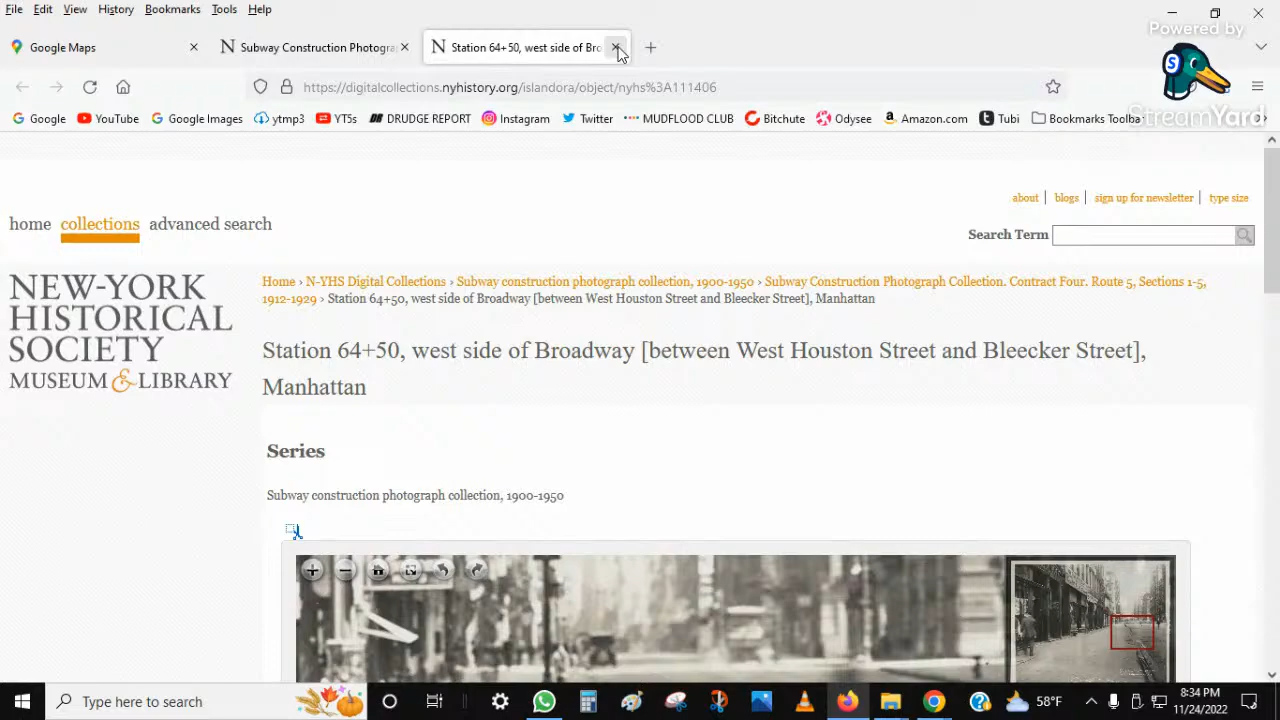 File Edit View History Bookmarks Tools Help
Google Maps
Subway Construction Photogra
Station 64+50, west side of Bro
Powered by
https://digitalcollections.nyhistory.org/islandora/object/nyhs%3A111406
StreamYard
Google YouTube Google Images ytmp3 YT5s DRUDGE REPORT Instagram Twitter MUDFLOOD CLUB Bitchute Odysee Amazon.com Tubi Bookmarks Toolbar
about blogs sign up for newsletter type size
home collections advanced search
Search Term
NEW-YORK
HISTORICAL
SOCIETY
MUSEUM & LIBRARY
Home › N-YHS Digital Collections › Subway construction photograph collection, 1900-1950 › Subway Construction Photograph Collection. Contract Four. Route 5, Sections 1-5,
1912-1929 › Station 64+50, west side of Broadway [between West Houston Street and Bleecker Street], Manhattan
Station 64+50, west side of Broadway [between West Houston Street and Bleecker Street],
Manhattan
Series
Subway construction photograph collection, 1900-1950
Type here to search
58°F
8:34 PM
11/24/2022